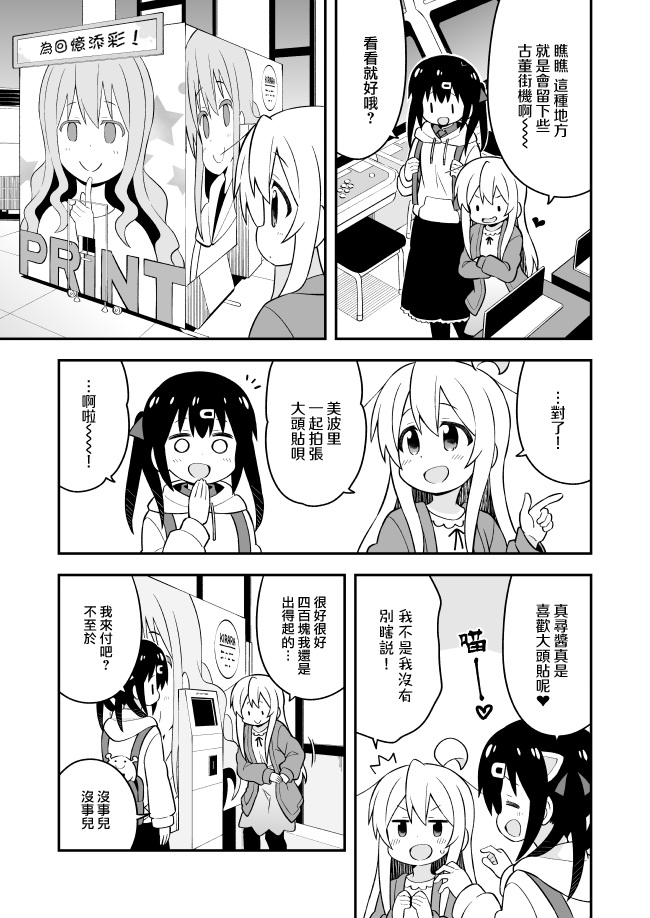 瞧瞧 這種地方
就是會留下些
古董街機啊~~~
看看就好哦?
為回憶添彩!
PRINT
…對了!
美波里
一起拍張
大頭貼唄
…啊啦~~~!
真尋醬真是
喜歡大頭貼呢♥
喵ー♡
我不是我沒有
別瞎説!
很好很好
四百塊我還是
出得起的…
KIRARA
我來付吧?
不至於
沒事兒
沒事兒